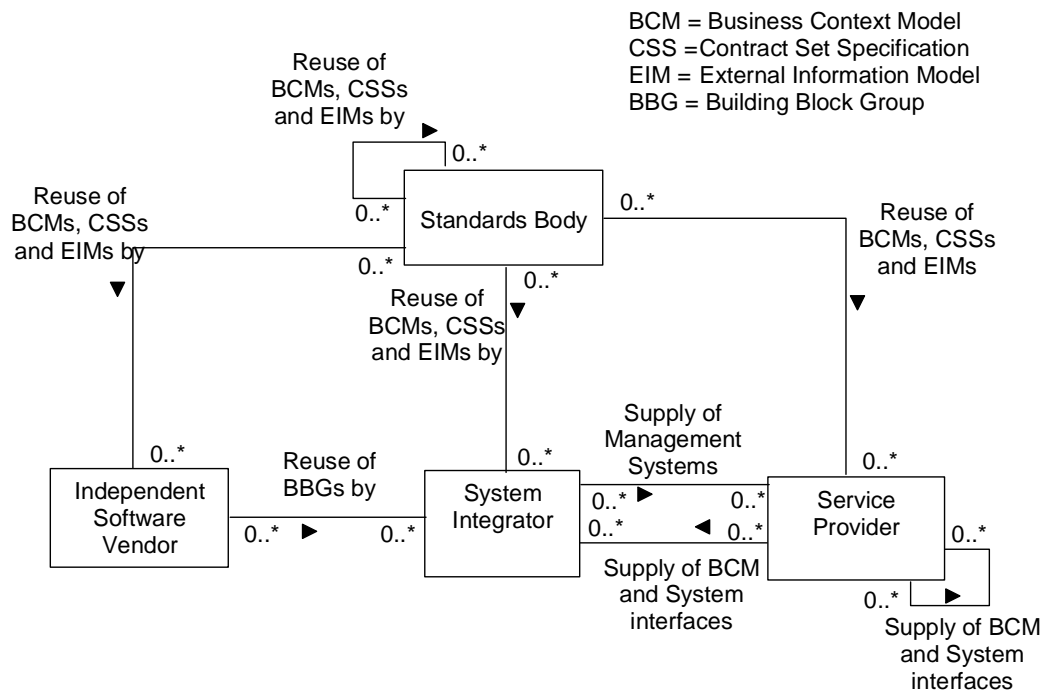 BCM = Business Context Model
CSS =Contract Set Specification
EIM = External Information Model
BBG = Building Block Group
Reuse of
BCMs, CSSs
and EIMs by
0..*
0..*
Standards Body
0..*
0..*
0..*
Reuse of
BCMs, CSSs
and EIMs by
Reuse of
BCMs, CSSs
and EIMs by
Reuse of
BCMs, CSSs
and EIMs
0..*
0..*
0..*
Independent
Software
Vendor
0..*
Reuse of
BBGs by
0..*
System
Integrator
0..*
0..*
Supply of
Management
Systems
0..*
0..*
Supply of BCM
and System
interfaces
Service
Provider
0..*
0..*
Supply of BCM
and System
interfaces